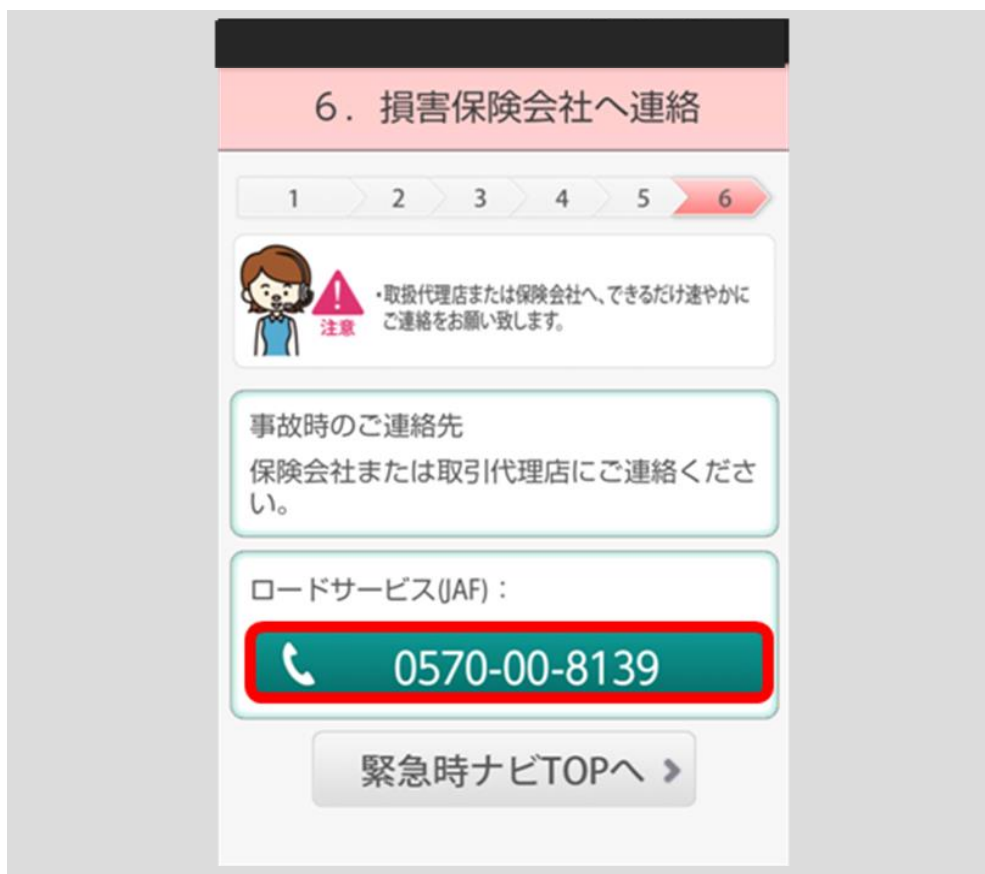 ６．損害保険会社へ連絡
1 2 3 4 5 6
注意
・取扱代理店または保険会社へ、できるだけ速やかに
ご連絡をお願い致します。
事故時のご連絡先
保険会社または取引代理店にご連絡くださ
い。
ロードサービス(JAF)：
0570-00-8139
緊急時ナビTOPへ